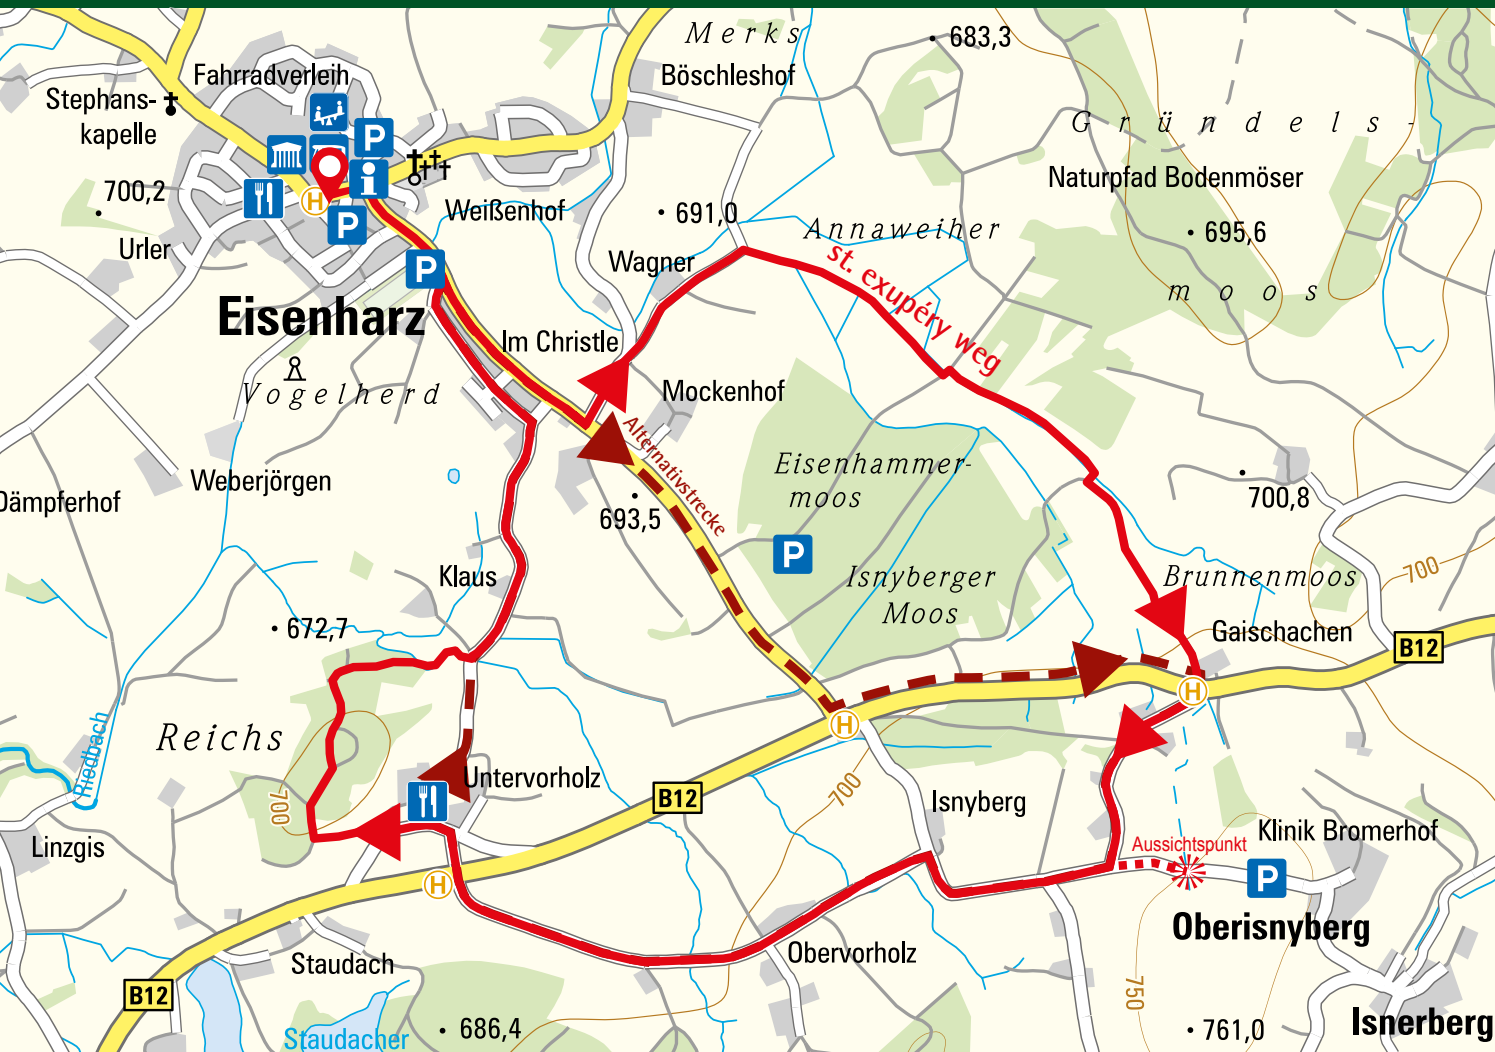 Merks
683,3
Fahrradverleih
Böschleshof
Stephans-
kapelle
Gründels-
P
700,2
Naturpfad Bodenmöser
i
H
P
Weißenhof
691,0
Annaweiher
695,6
Urler
Wagner
st. exupéry weg
P
moos
Eisenharz
Im Christle
Vogelherd
Mockenhof
Alternativstrecke
Weberjörgen
Eisenhammer-
moos
700,8
Dämpferhof
693,5
P
Klaus
Isnyberger
Moos
Brunnenmoos
700
672,7
Gaischachen
B12
H
H
Reichs
Riedbach
Untervorholz
700
700
B12
Isnyberg
Linzgis
Aussichtspunkt
Klinik Bromerhof
H
P
Oberisnyberg
Staudach
Obervorholz
B12
750
Staudacher
686,4
761,0
Isnerberg